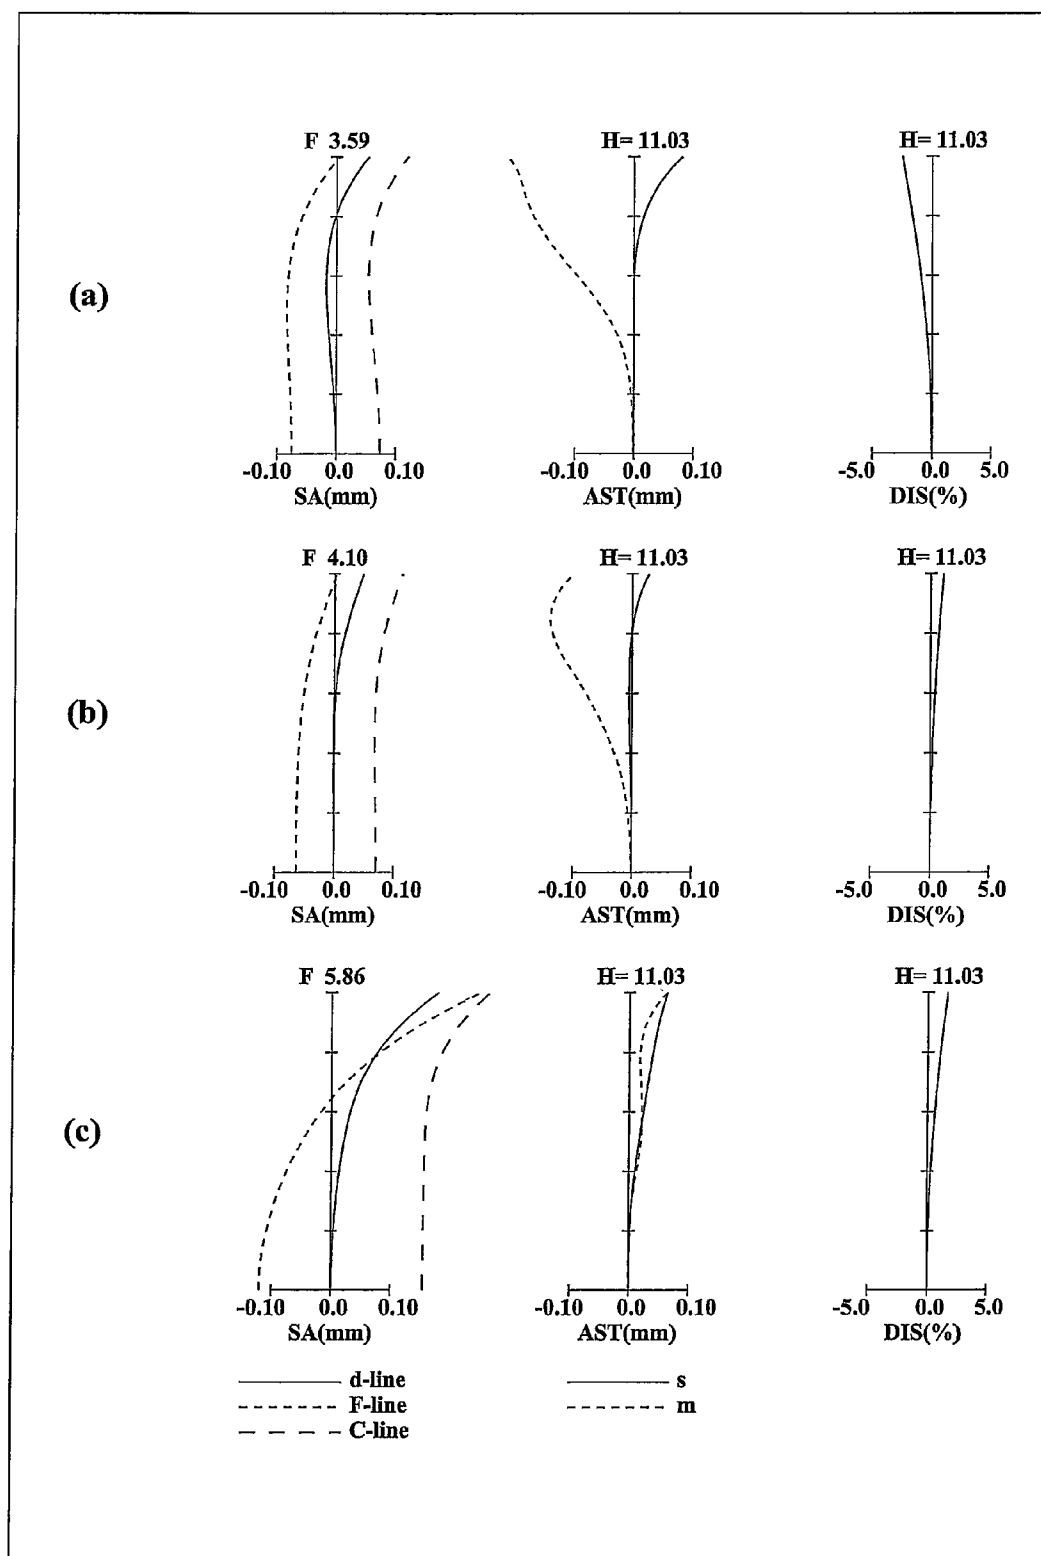 F 3.59 H= 11.03 H= 11.03
(a)
-0.10 0.0 0.10 -0.10 0.0 0.10 -5.0 0.0 5.0
SA(mm) AST(mm) DIS(%)
F 4.10 H= 11.03 H= 11.03
(b)
-0.10 0.0 0.10 -0.10 0.0 0.10 -5.0 0.0 5.0
SA(mm) AST(mm) DIS(%)
F 5.86 H= 11.03 H= 11.03
(c)
-0.10 0.0 0.10 -0.10 0.0 0.10 -5.0 0.0 5.0
SA(mm) AST(mm) DIS(%)
d-line s
F-line m
C-line